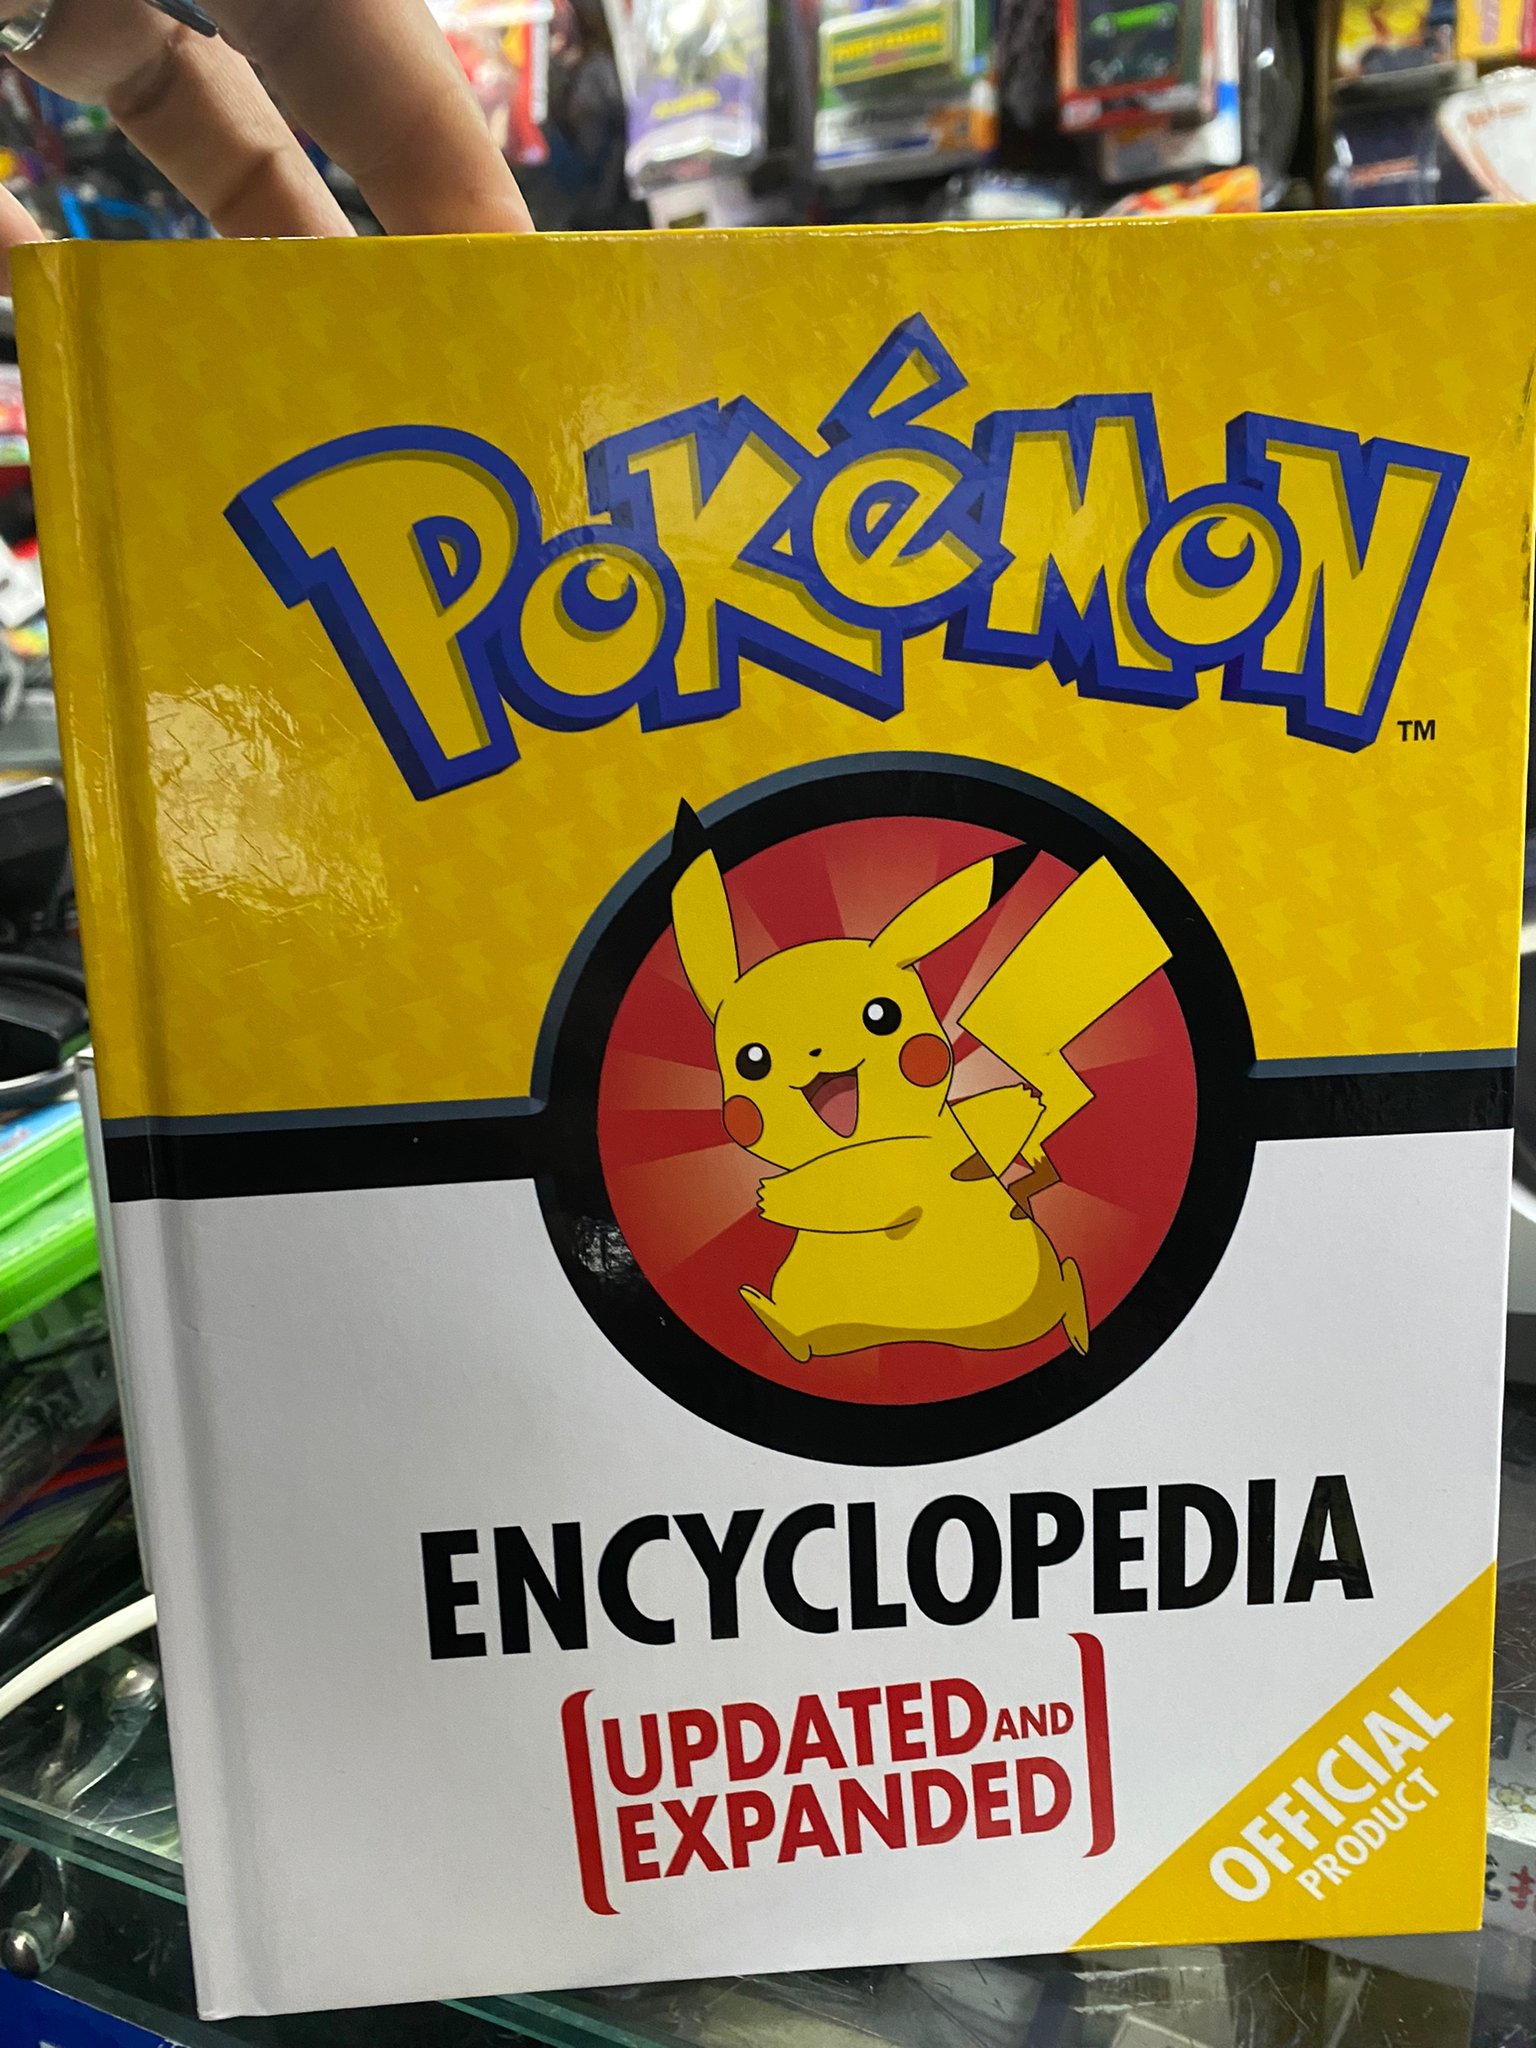 POKéMON
TM
ENCYCLOPEDIA
UPDATED AND
EXPANDED
OFFICIAL
PRODUCT